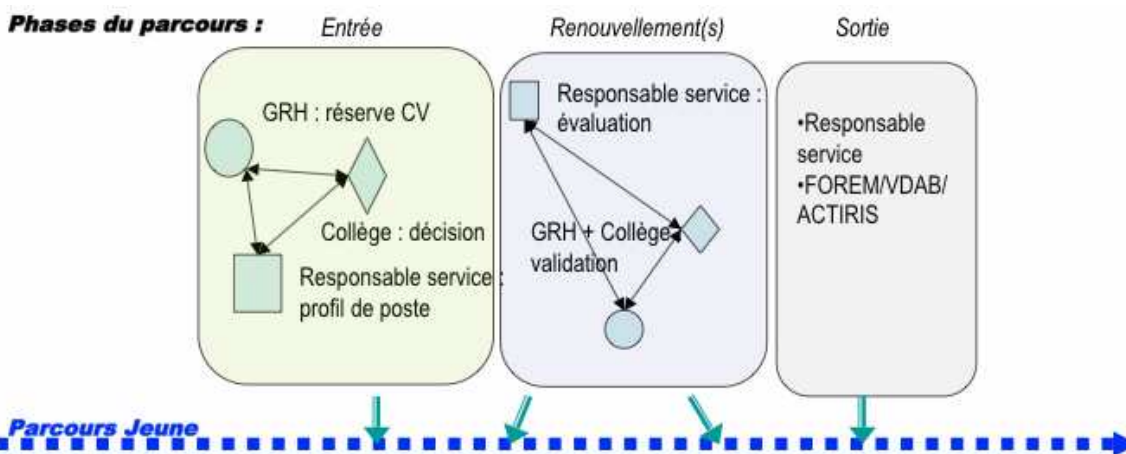 Phases du parcours :
Entrée
Renouvellement(s)
Sortie
GRH : réserve CV
Collège : décision
Responsable service :
profil de poste
Responsable service :
évaluation
GRH + Collège
validation
•Responsable
service
•FOREM/VDAB/
ACTIRIS
Parcours Jeune